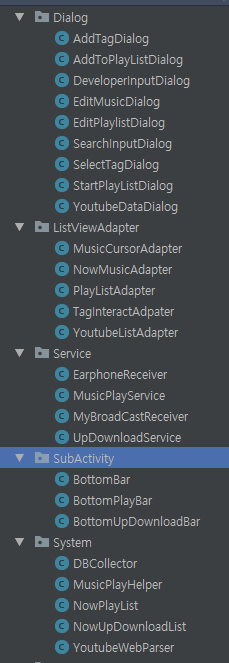 Dialog
AddTagDialog
AddToPlayListDialog
DeveloperInputDialog
EditMusicDialog
EditPlaylistDialog
SearchInputDialog
SelectTagDialog
StartPlayListDialog
YoutubeDataDialog
ListViewAdapter
MusicCursorAdapter
NowMusicAdapter
PlayListAdapter
TagInteractAdpater
YoutubeListAdapter
Service
EarphoneReceiver
MusicPlayService
MyBroadCastReceiver
UpDownloadService
SubActivity
BottomBar
BottomPlayBar
BottomUpDownloadBar
System
DBCollector
MusicPlayHelper
NowPlayList
NowUpDownloadList
YoutubeWebParser